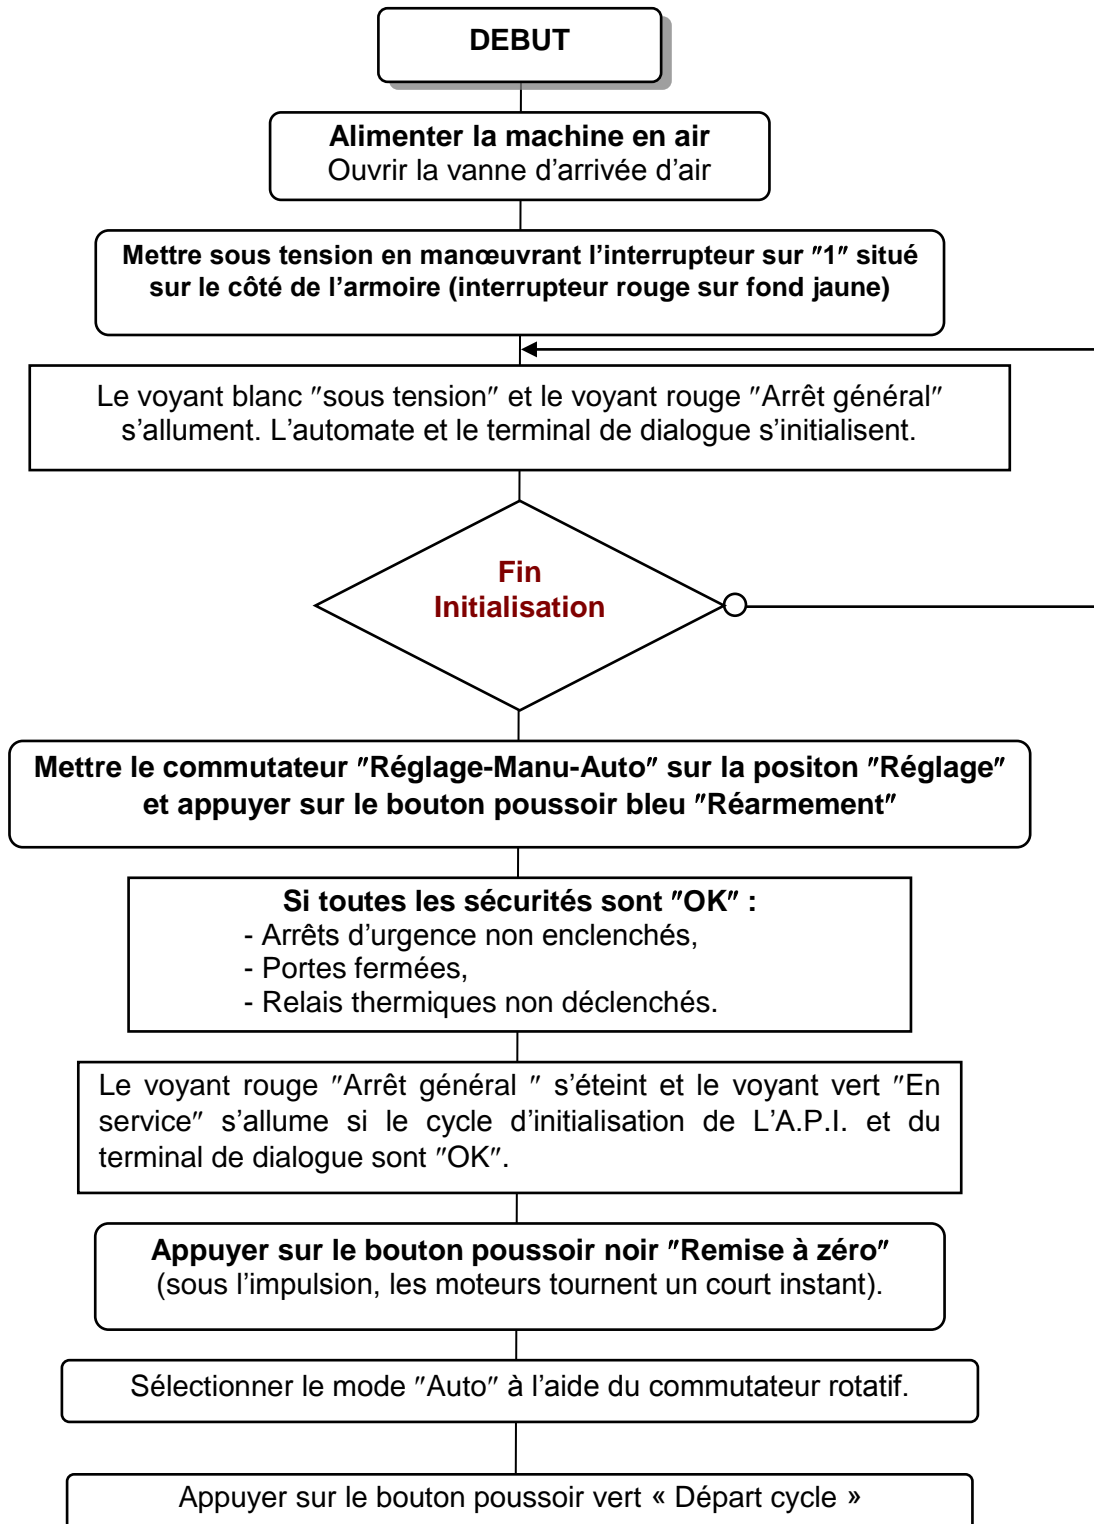 DEBUT
Alimenter la machine en air
Ouvrir la vanne d’arrivée d’air
Mettre sous tension en manœuvrant l’interrupteur sur ″1″ situé
sur le côté de l’armoire (interrupteur rouge sur fond jaune)
Le voyant blanc ″sous tension″ et le voyant rouge ″Arrêt général″
s’allument. L’automate et le terminal de dialogue s’initialisent.
Fin
Initialisation
Mettre le commutateur ″Réglage-Manu-Auto″ sur la positon ″Réglage″
et appuyer sur le bouton poussoir bleu ″Réarmement″
Si toutes les sécurités sont ″OK″ :
- Arrêts d’urgence non enclenchés,
- Portes fermées,
- Relais thermiques non déclenchés.
Le voyant rouge ″Arrêt général ″ s’éteint et le voyant vert ″En
service″ s’allume si le cycle d’initialisation de L’A.P.I. et du
terminal de dialogue sont ″OK″.
Appuyer sur le bouton poussoir noir ″Remise à zéro″
(sous l’impulsion, les moteurs tournent un court instant).
Sélectionner le mode ″Auto″ à l’aide du commutateur rotatif.
Appuyer sur le bouton poussoir vert « Départ cycle »